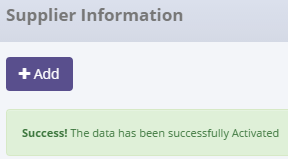 Supplier Information
Add
Success! The data has been successfully Activated